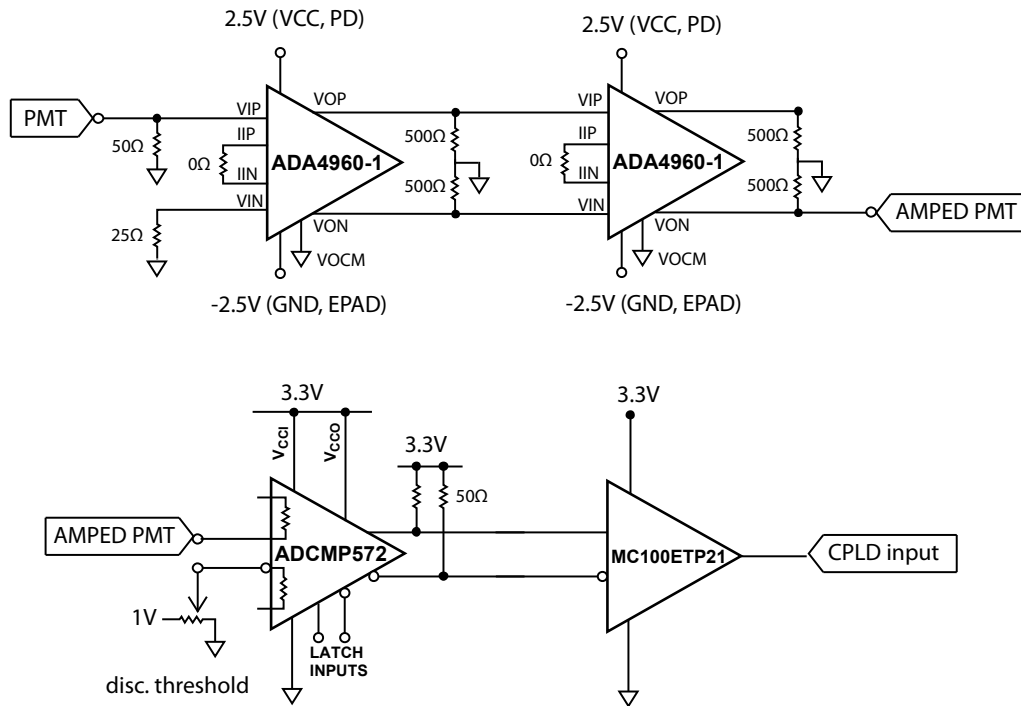 2.5V (VCC, PD)
2.5V (VCC, PD)
PMT
VIP
VOP
VIP
VOP
50Ω
IIP
0Ω
ADA4960-1
IIN
500Ω
500Ω
IIP
0Ω
ADA4960-1
IIN
500Ω
500Ω
VIN
VON
VIN
VON
AMPED PMT
25Ω
VOCM
VOCM
-2.5V (GND, EPAD)
-2.5V (GND, EPAD)
3.3V
3.3V
VCCI
VCCO
3.3V
50Ω
AMPED PMT
ADCMP572
MC100ETP21
CPLD input
1V
LATCH
INPUTS
disc. threshold